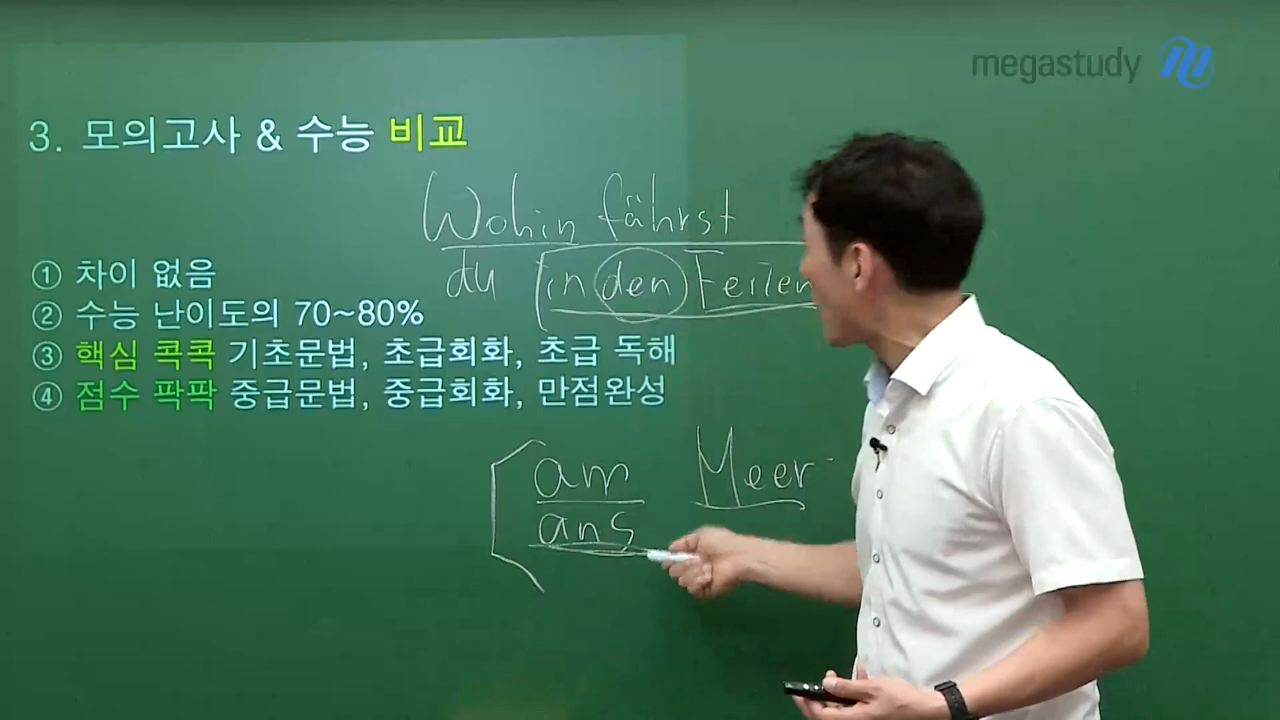 megastudy
3. 모의고사 & 수능 비교
Wohin fährst
du in den Ferien
① 차이 없음
② 수능 난이도의 70~80%
③ 핵심 콕콕 기초문법, 초급회화, 초급 독해
④ 점수 팍팍 중급문법, 중급회화, 만점완성
am Meer
ans